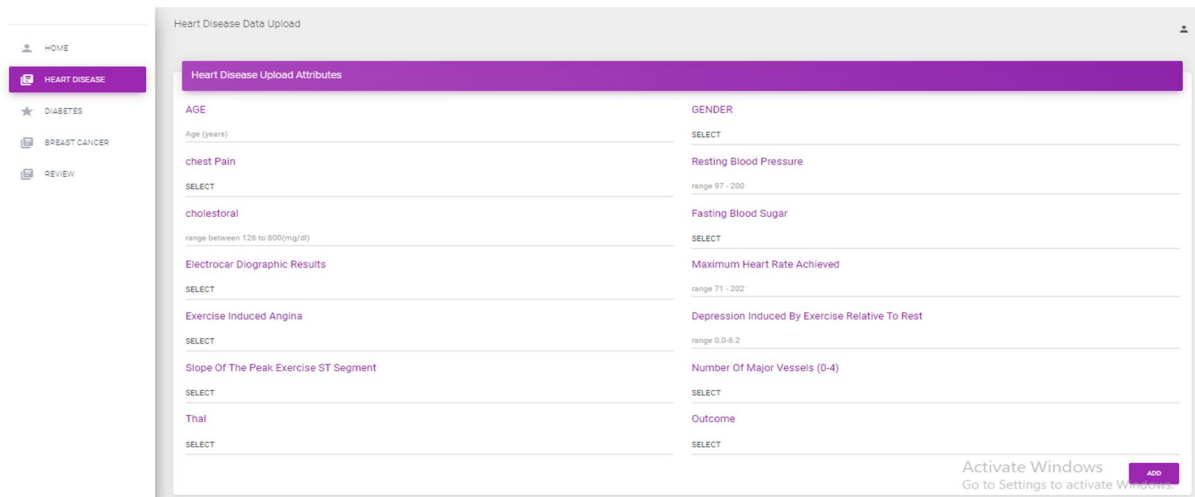 Heart Disease Data Upload
HOME
HEART DISEASE
DIABETES
BREAST CANCER
REVIEW
Heart Disease Upload Attributes
AGE
Age (years)
GENDER
SELECT
chest Pain
SELECT
Resting Blood Pressure
range 97 - 200
cholestoral
range between 126 to 600(mg/dl)
Fasting Blood Sugar
SELECT
Electrocar Diographic Results
SELECT
Maximum Heart Rate Achieved
range 71 - 202
Exercise Induced Angina
SELECT
Depression Induced By Exercise Relative To Rest
range 0.0-6.2
Slope Of The Peak Exercise ST Segment
SELECT
Number Of Major Vessels (0-4)
SELECT
Thal
SELECT
Outcome
SELECT
ADD
Activate Windows
Go to Settings to activate Windows.